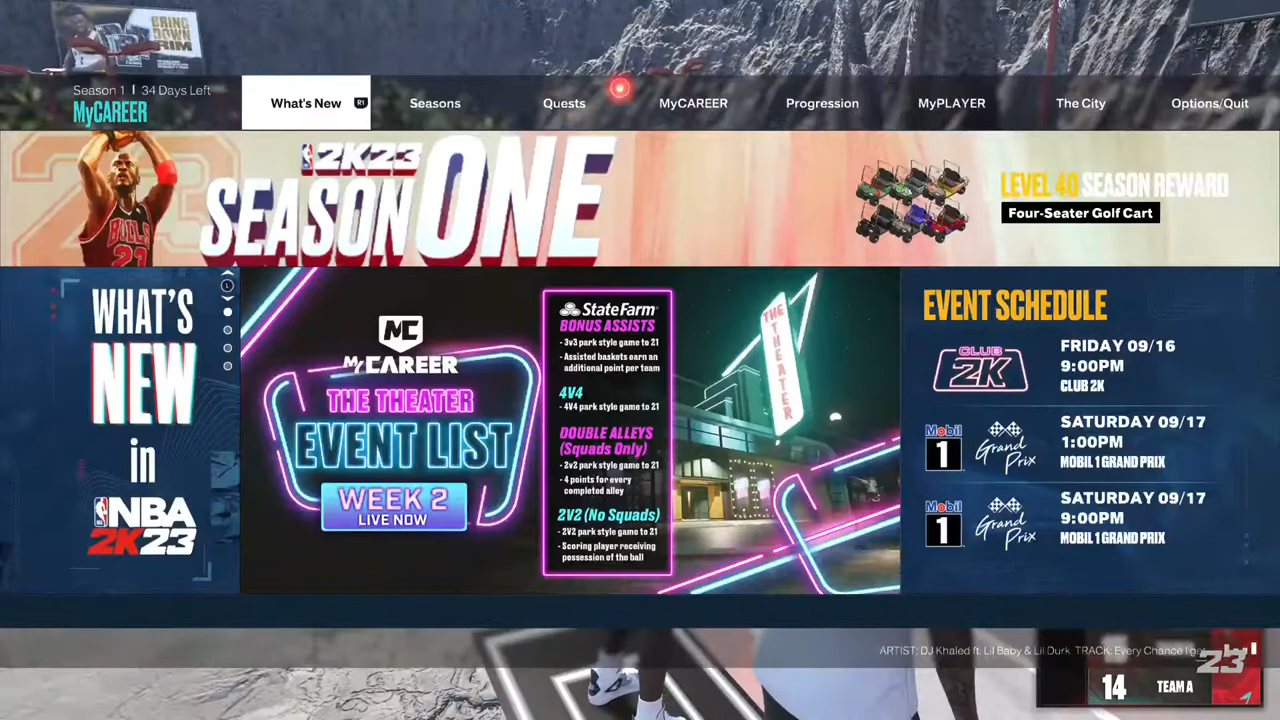 BRING
DOWN
RIM
Season 1 | 34 Days Left
MyCAREER
What's New R1
Seasons
Quests
MyCAREER
Progression
MyPLAYER
The City
Options/Quit
23
BULLS
23
2K23
SEASON ONE
LEVEL 40 SEASON REWARD
Four-Seater Golf Cart
WHAT'S
NEW
in
NBA
2K23
L
MC
MyCAREER
THE THEATER
EVENT LIST
WEEK 2
LIVE NOW
StateFarm
BONUS ASSISTS
- 3v3 park style game to 21
- Assisted baskets earn an
additional point per team
4V4
- 4V4 park style game to 21
DOUBLE ALLEYS
(Squads Only)
- 2v2 park style game to 21
- 4 points for every
completed alley
2V2 (No Squads)
- 2V2 park style game to 21
- Scoring player receiving
possession of the ball
THE THEATER
EVENT SCHEDULE
CLUB
2K
FRIDAY 09/16
9:00PM
CLUB 2K
Mobil
1
Grand
Prix
SATURDAY 09/17
1:00PM
MOBIL 1 GRAND PRIX
Mobil
1
Grand
Prix
SATURDAY 09/17
9:00PM
MOBIL 1 GRAND PRIX
ARTIST: DJ Khaled ft. Lil Baby & Lil Durk TRACK: Every Chance I get
23
14
TEAM A